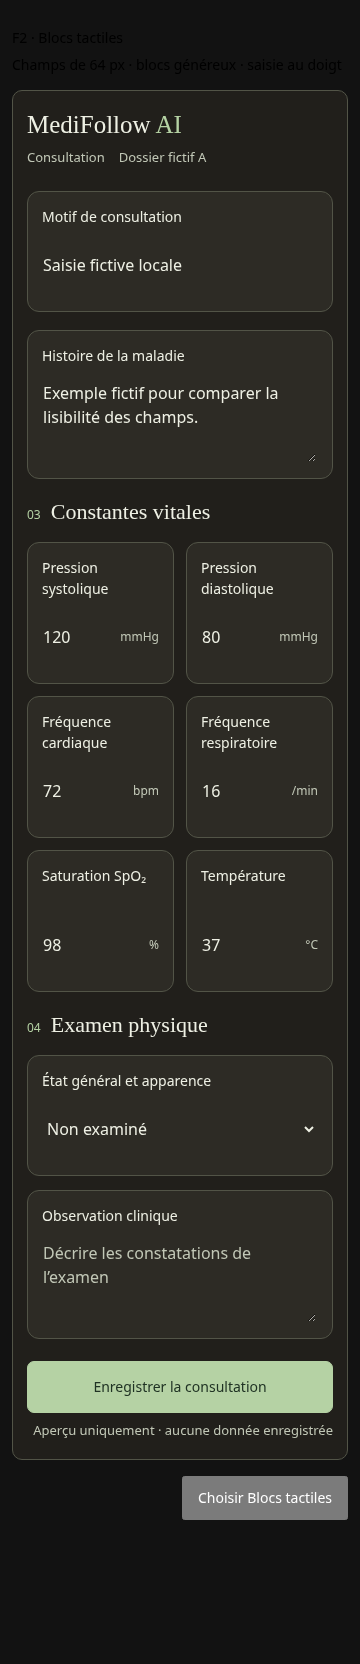 F2 · Blocs tactiles
Champs de 64 px · blocs généreux · saisie au doigt
MediFollow AI
Consultation Dossier fictif A
Motif de consultation
Saisie fictive locale
Histoire de la maladie
Exemple fictif pour comparer la
lisibilité des champs.
03 Constantes vitales
Pression
systolique
120 mmHg
Pression
diastolique
80 mmHg
Fréquence
cardiaque
72 bpm
Fréquence
respiratoire
16 /min
Saturation SpO₂
98 %
Température
37 °C
04 Examen physique
État général et apparence
Non examiné
Observation clinique
Décrire les constatations de
l’examen
Enregistrer la consultation
Aperçu uniquement · aucune donnée enregistrée
Choisir Blocs tactiles